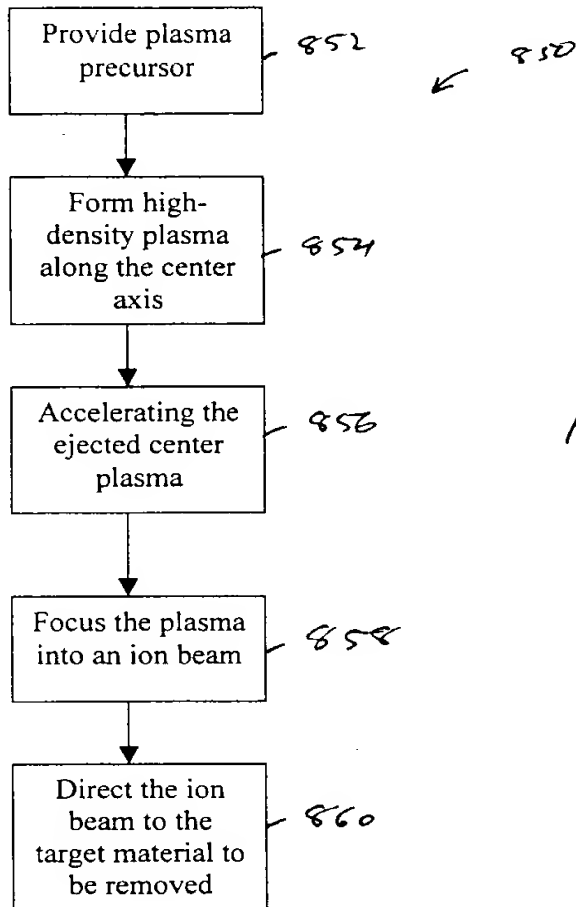 Provide plasma
precursor
852
850
Form high-
density plasma
along the center
axis
854
Accelerating the
ejected center
plasma
856
Focus the plasma
into an ion beam
858
Direct the ion
beam to the
target material to
be removed
860